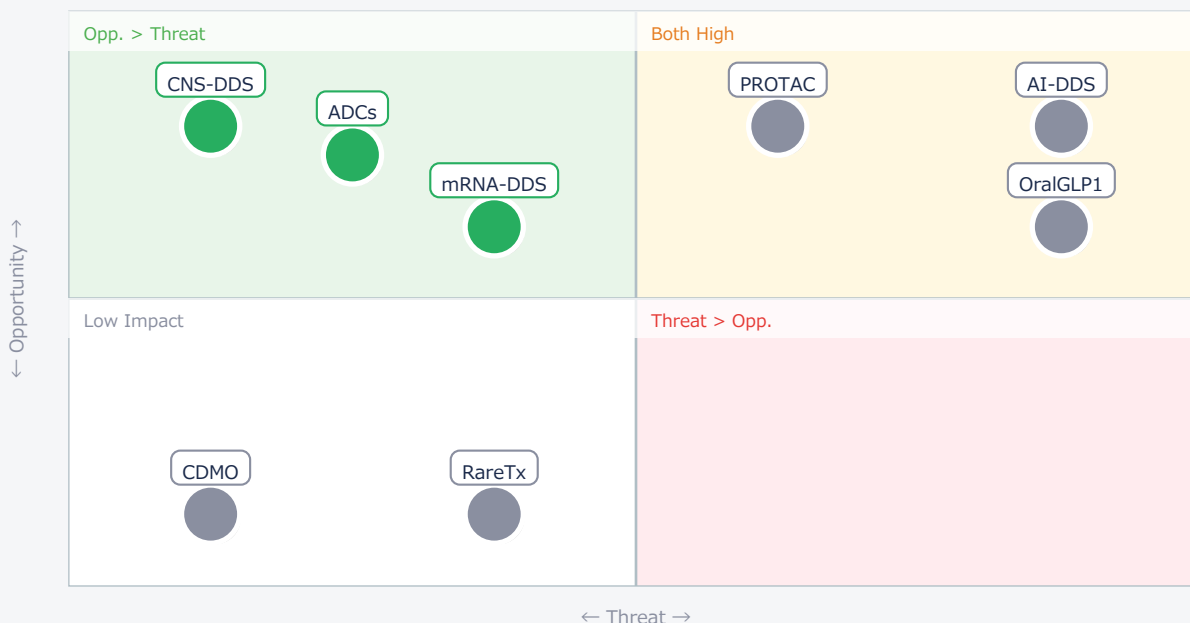 Opp. > Threat
Both High
CNS-DDS
ADCs
mRNA-DDS
PROTAC
AI-DDS
OralGLP1
← Opportunity →
Low Impact
Threat > Opp.
CDMO
RareTx
← Threat →